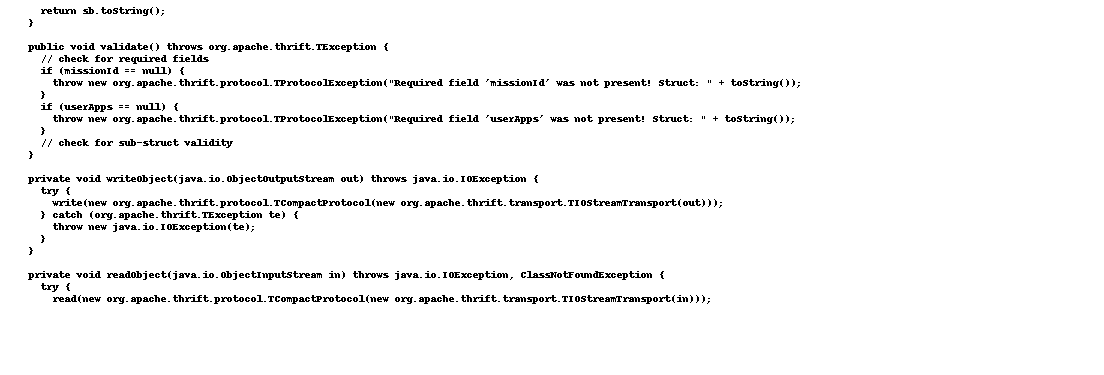 return sb.toString();
}
public void validate() throws org.apache.thrift.TException {
// check for required fields
if (missionId == null) {
throw new org.apache.thrift.protocol.TProtocolException("Required field 'missionId' was not present! Struct: " + toString());
}
if (userApps == null) {
throw new org.apache.thrift.protocol.TProtocolException("Required field 'userApps' was not present! Struct: " + toString());
}
// check for sub-struct validity
}
private void writeObject(java.io.ObjectOutputStream out) throws java.io.IOException {
try {
write(new org.apache.thrift.protocol.TCompactProtocol(new org.apache.thrift.transport.TIOStreamTransport(out)));
} catch (org.apache.thrift.TException te) {
throw new java.io.IOException(te);
}
}
private void readObject(java.io.ObjectInputStream in) throws java.io.IOException, ClassNotFoundException {
try {
read(new org.apache.thrift.protocol.TCompactProtocol(new org.apache.thrift.transport.TIOStreamTransport(in)));